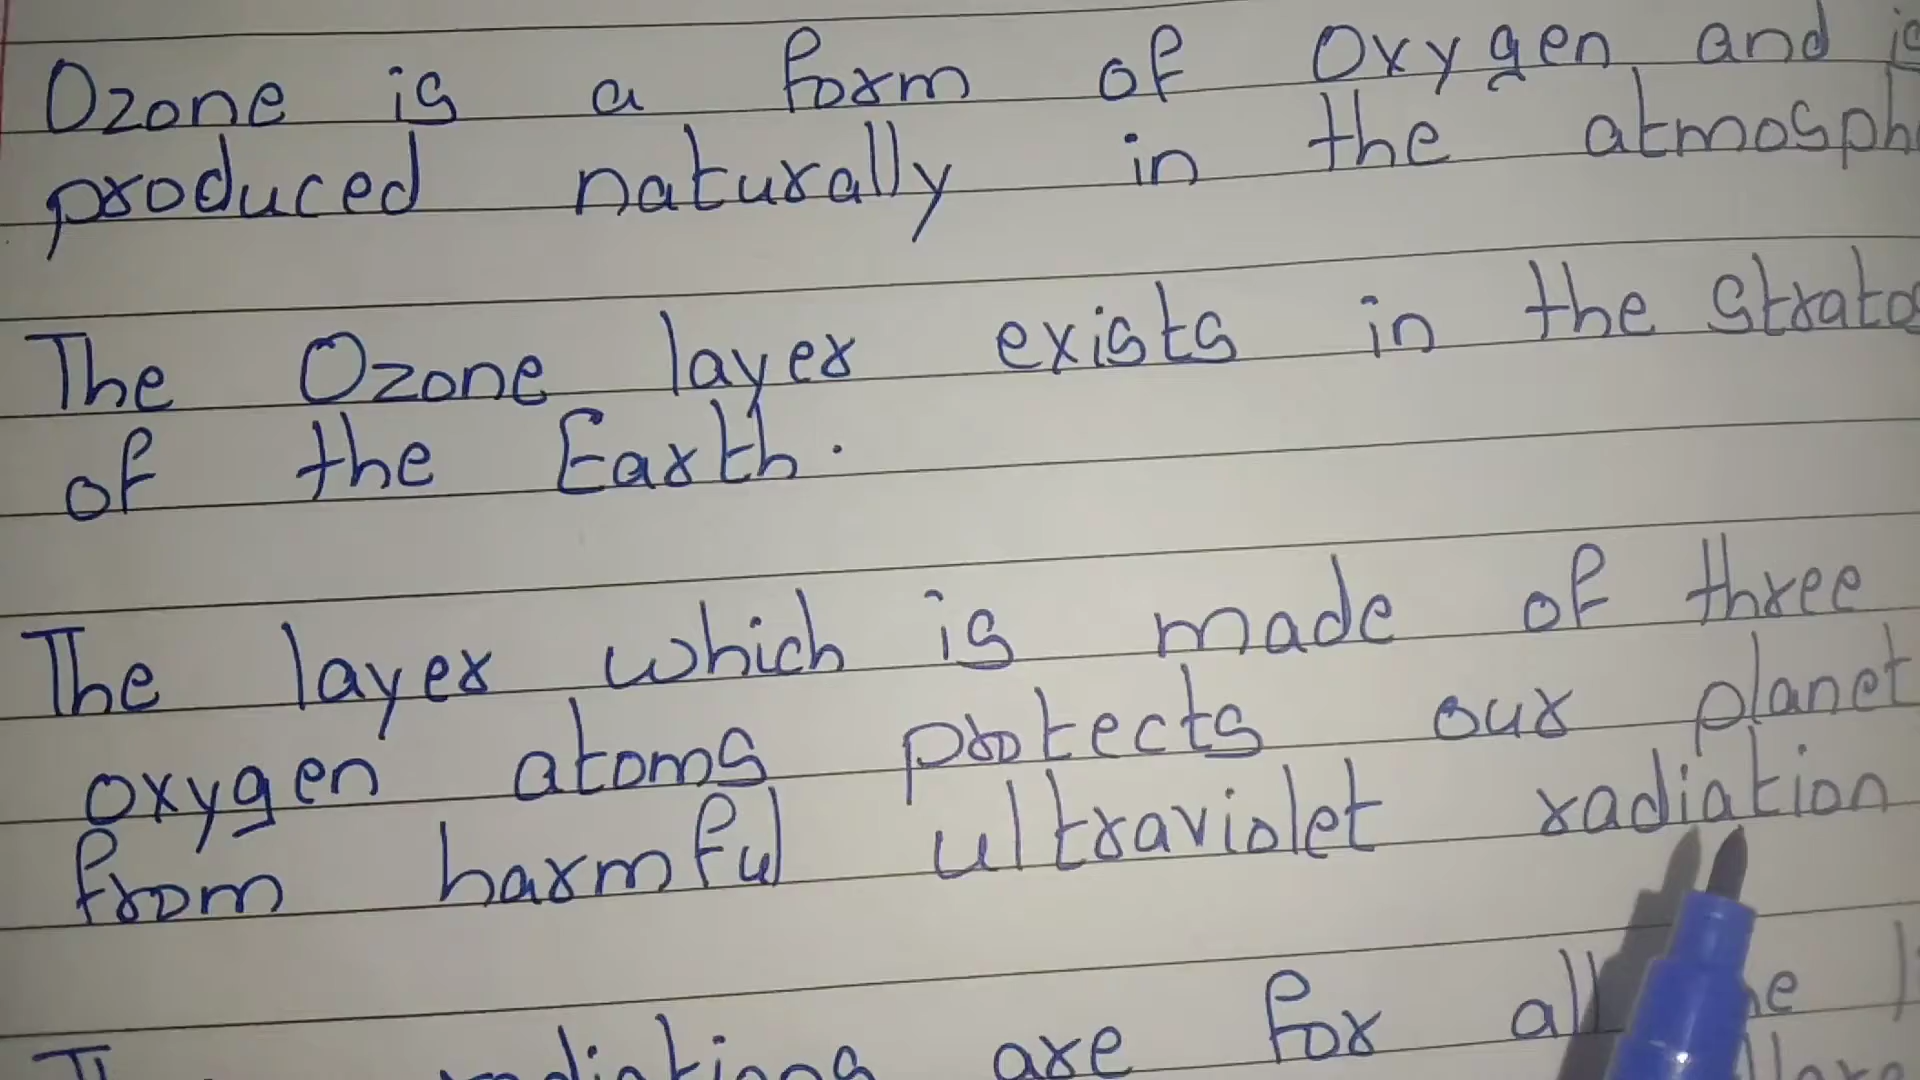 Ozone is a form of Oxygen and is
produced naturally in the atmosph
The Ozone layer exists in the Strato
of the Earth.
The layer which is made of three
oxygen atoms protects our planet
from harmful ultraviolet radiation
are for all